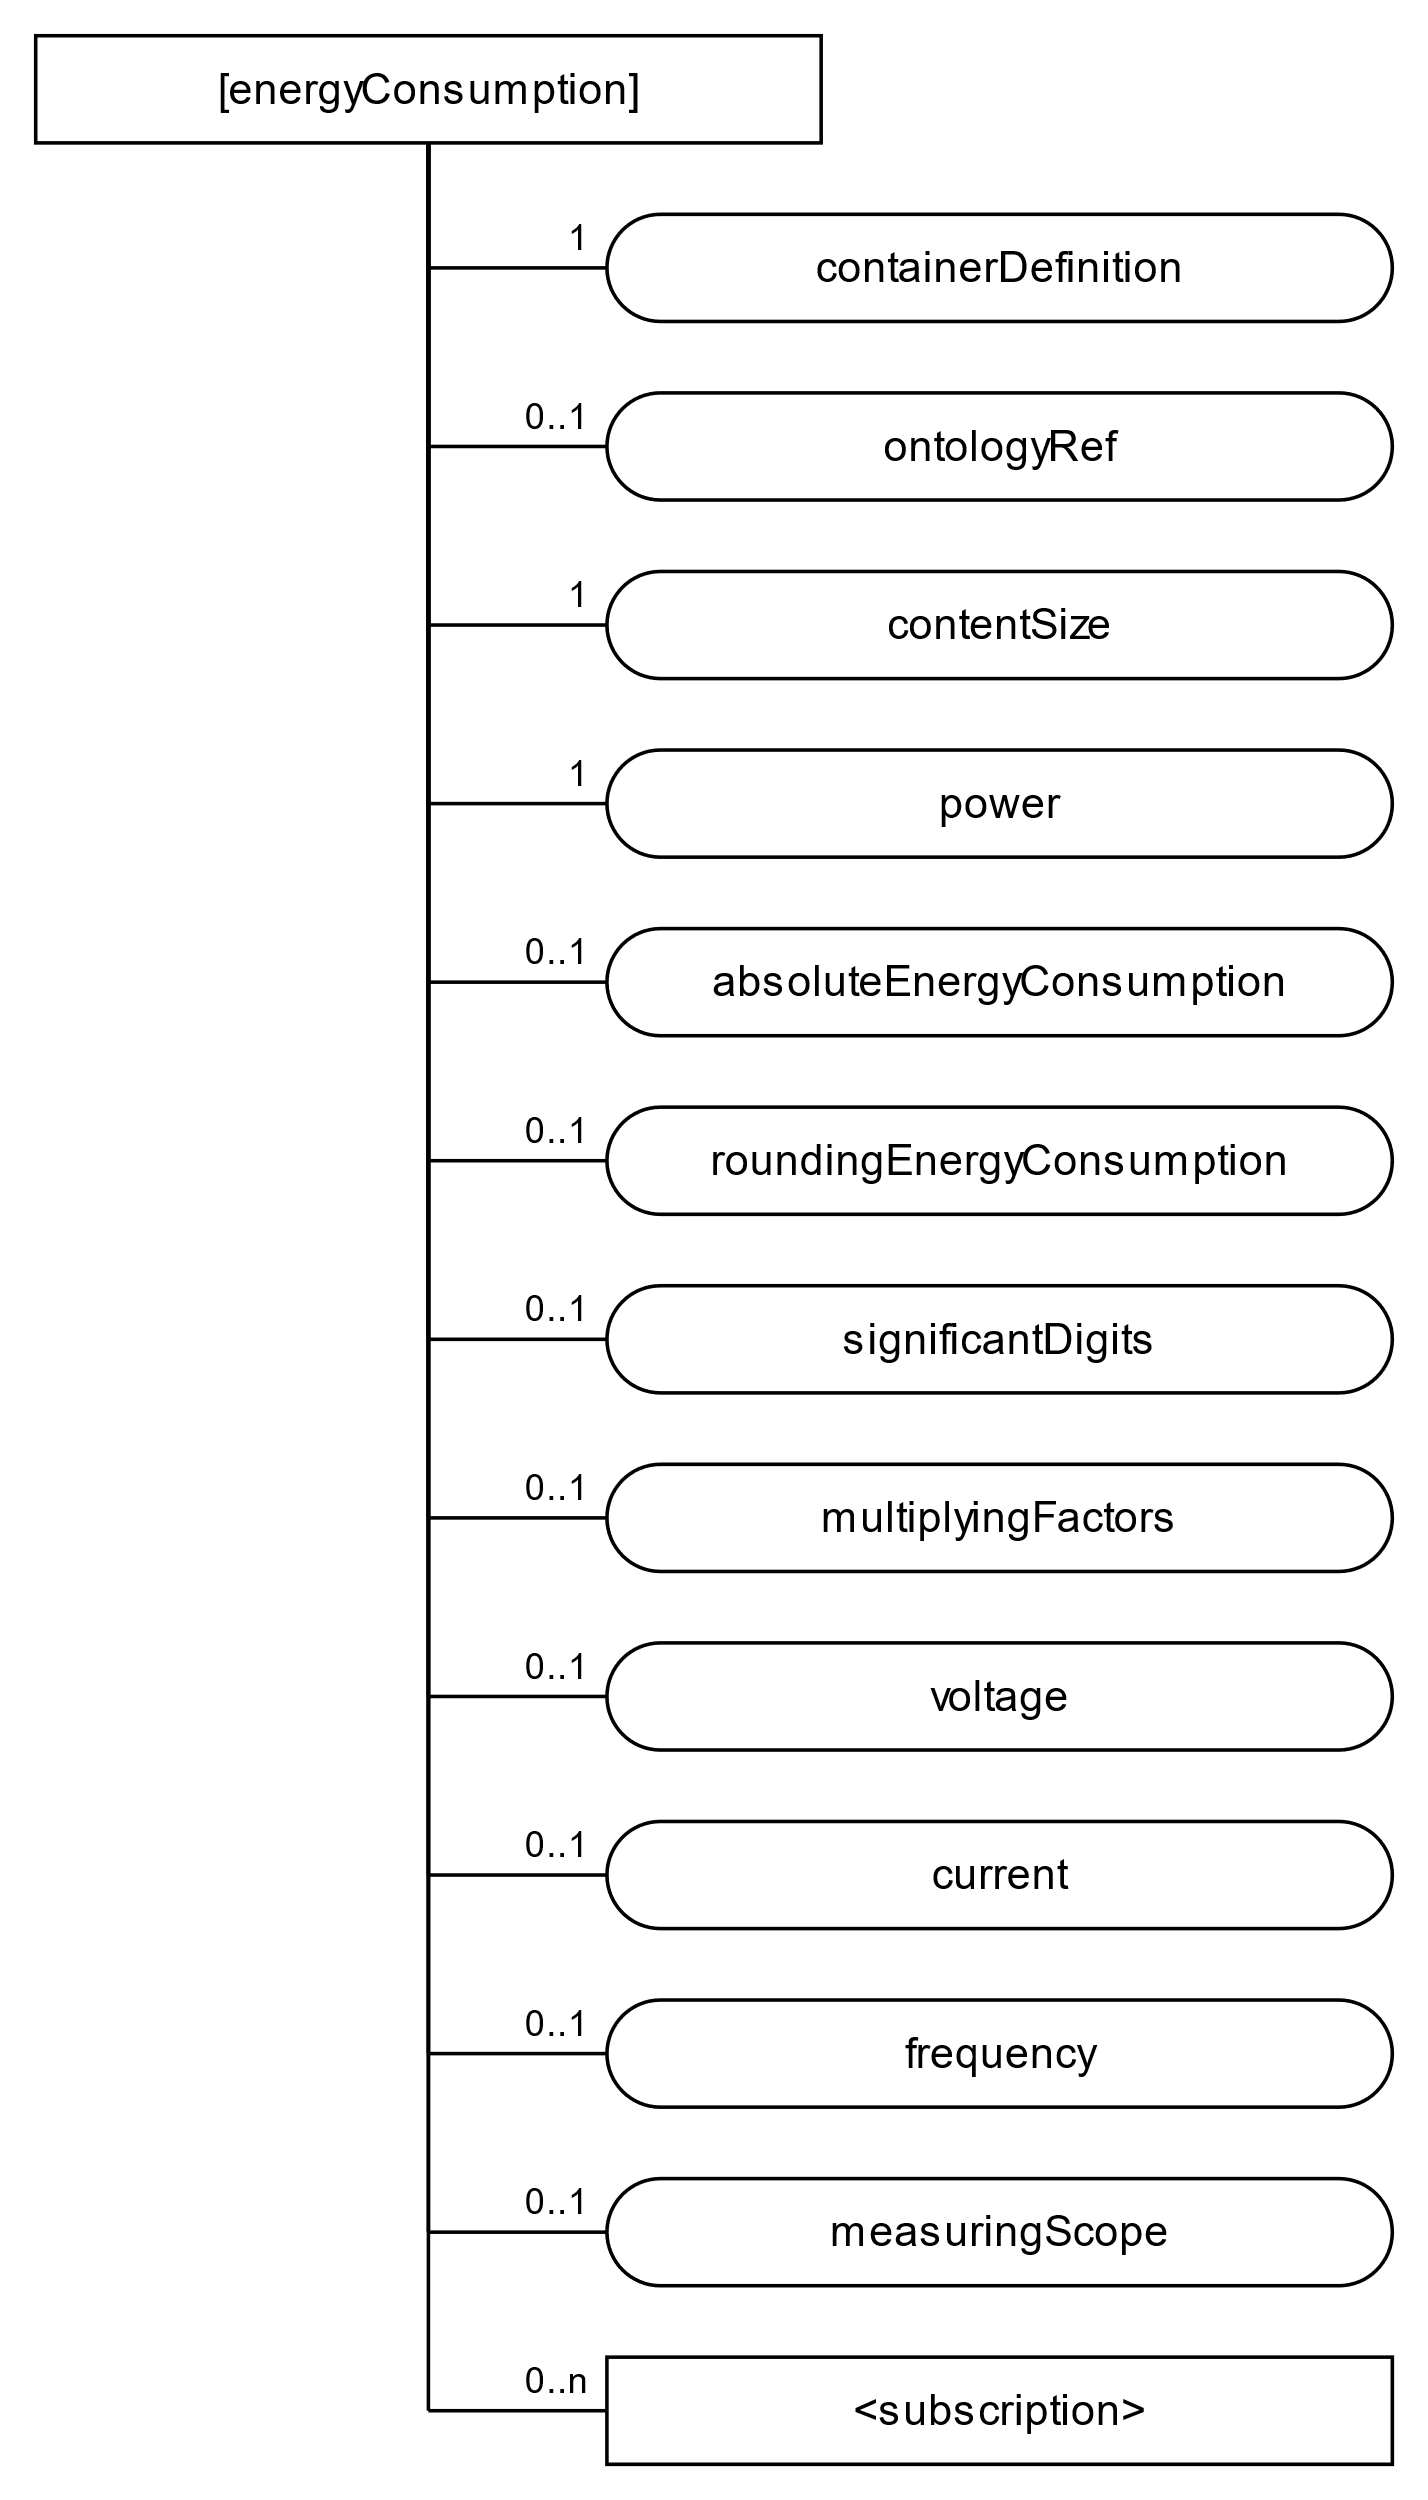 [energyConsumption]
1
containerDefinition
0..1
ontologyRef
1
contentSize
1
power
0..1
absoluteEnergyConsumption
0..1
roundingEnergyConsumption
0..1
significantDigits
0..1
multiplyingFactors
0..1
voltage
0..1
current
0..1
frequency
0..1
measuringScope
0..n
<subscription>